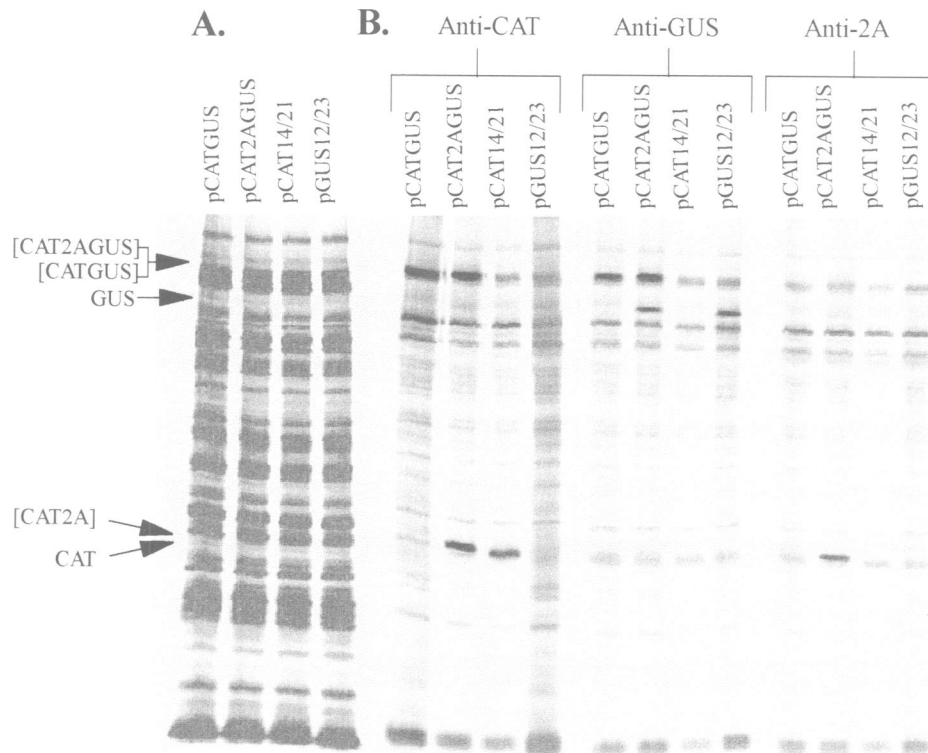 A.
B.
Anti-CAT
Anti-GUS
Anti-2A
pCATGUS
pCAT2AGUS
pCAT14/21
pGUS12/23
pCATGUS
pCAT2AGUS
pCAT14/21
pGUS12/23
pCATGUS
pCAT2AGUS
pCAT14/21
pGUS12/23
pCATGUS
pCAT2AGUS
pCAT14/21
pGUS12/23
[CAT2AGUS]
[CATGUS]
GUS
[CAT2A]
CAT